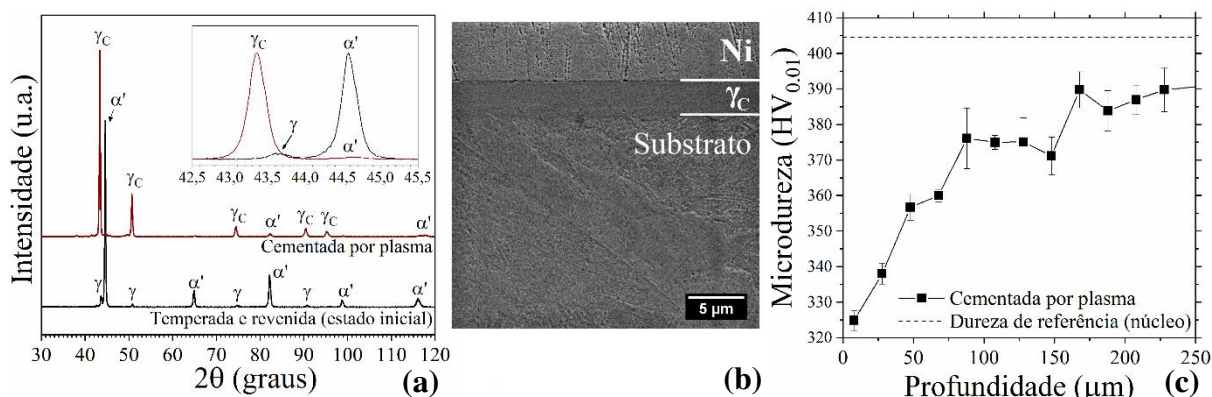 γC
α'
γC
α'
γ
α'
42,5 43,0 43,5 44,0 44,5 45,0 45,5
γC
γC
α'
γC γC
α'
Cementada por plasma
γ
γ
α'
γ
α'
γ
α'
α'
Temperada e revenida (estado inicial)
30 40 50 60 70 80 90 100 110 120
2θ (graus)
Intensidade (u.a.)
(a)
Ni
γC
Substrato
5 µm
(b)
410
400
390
380
370
360
350
340
330
320
Microdureza (HV0.01)
Cementada por plasma
Dureza de referência (núcleo)
0 50 100 150 200 250
Profundidade (µm)
(c)